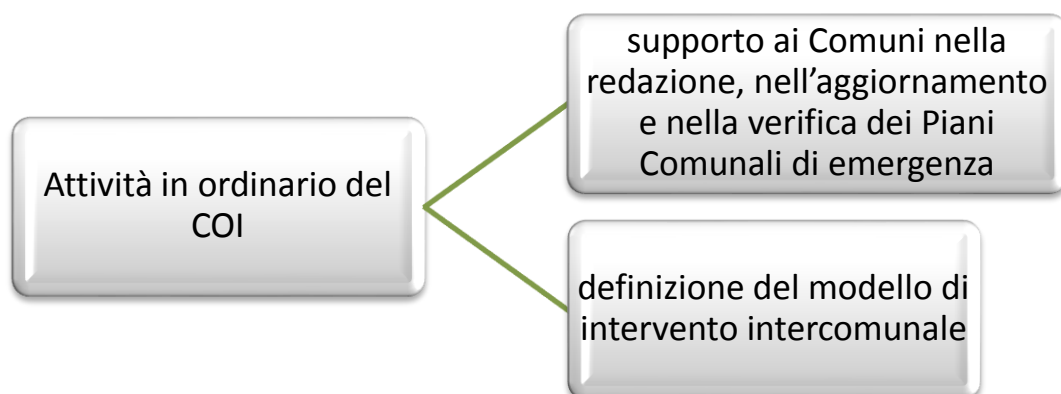 Attività in ordinario del
COI
supporto ai Comuni nella
redazione, nell’aggiornamento
e nella verifica dei Piani
Comunali di emergenza
definizione del modello di
intervento intercomunale